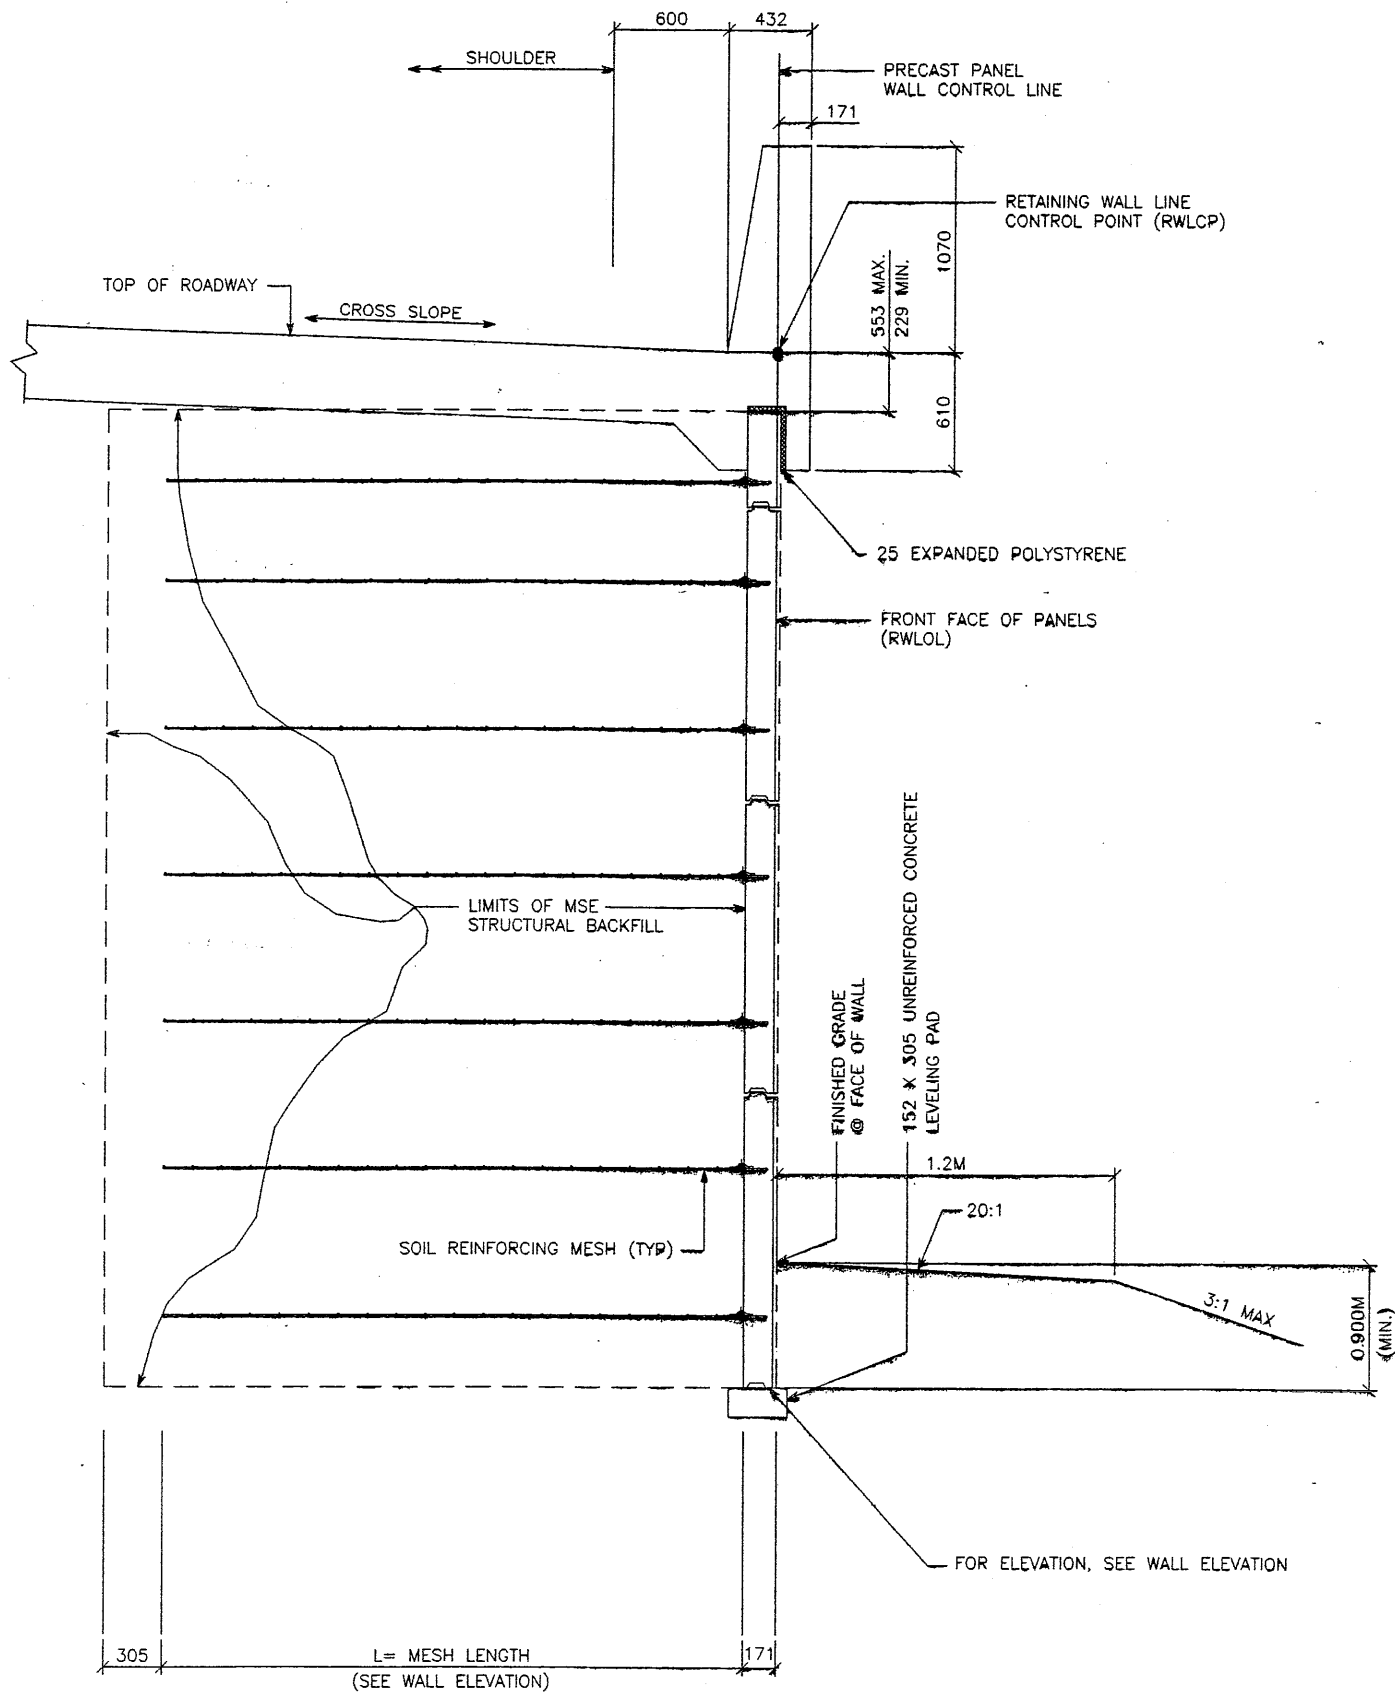 600
432
SHOULDER
PRECAST PANEL
WALL CONTROL LINE
171
RETAINING WALL LINE
CONTROL POINT (RWLCP)
1070
553 MAX.
229 MIN.
TOP OF ROADWAY
CROSS SLOPE
610
25 EXPANDED POLYSTYRENE
FRONT FACE OF PANELS
(RWLOL)
LIMITS OF MSE
STRUCTURAL BACKFILL
FINISHED GRADE
@ FACE OF WALL
152 X 305 UNREINFORCED CONCRETE
LEVELING PAD
1.2M
20:1
SOIL REINFORCING MESH (TYP)
3:1 MAX
0.900M
(MIN.)
FOR ELEVATION, SEE WALL ELEVATION
305
L= MESH LENGTH
(SEE WALL ELEVATION)
171